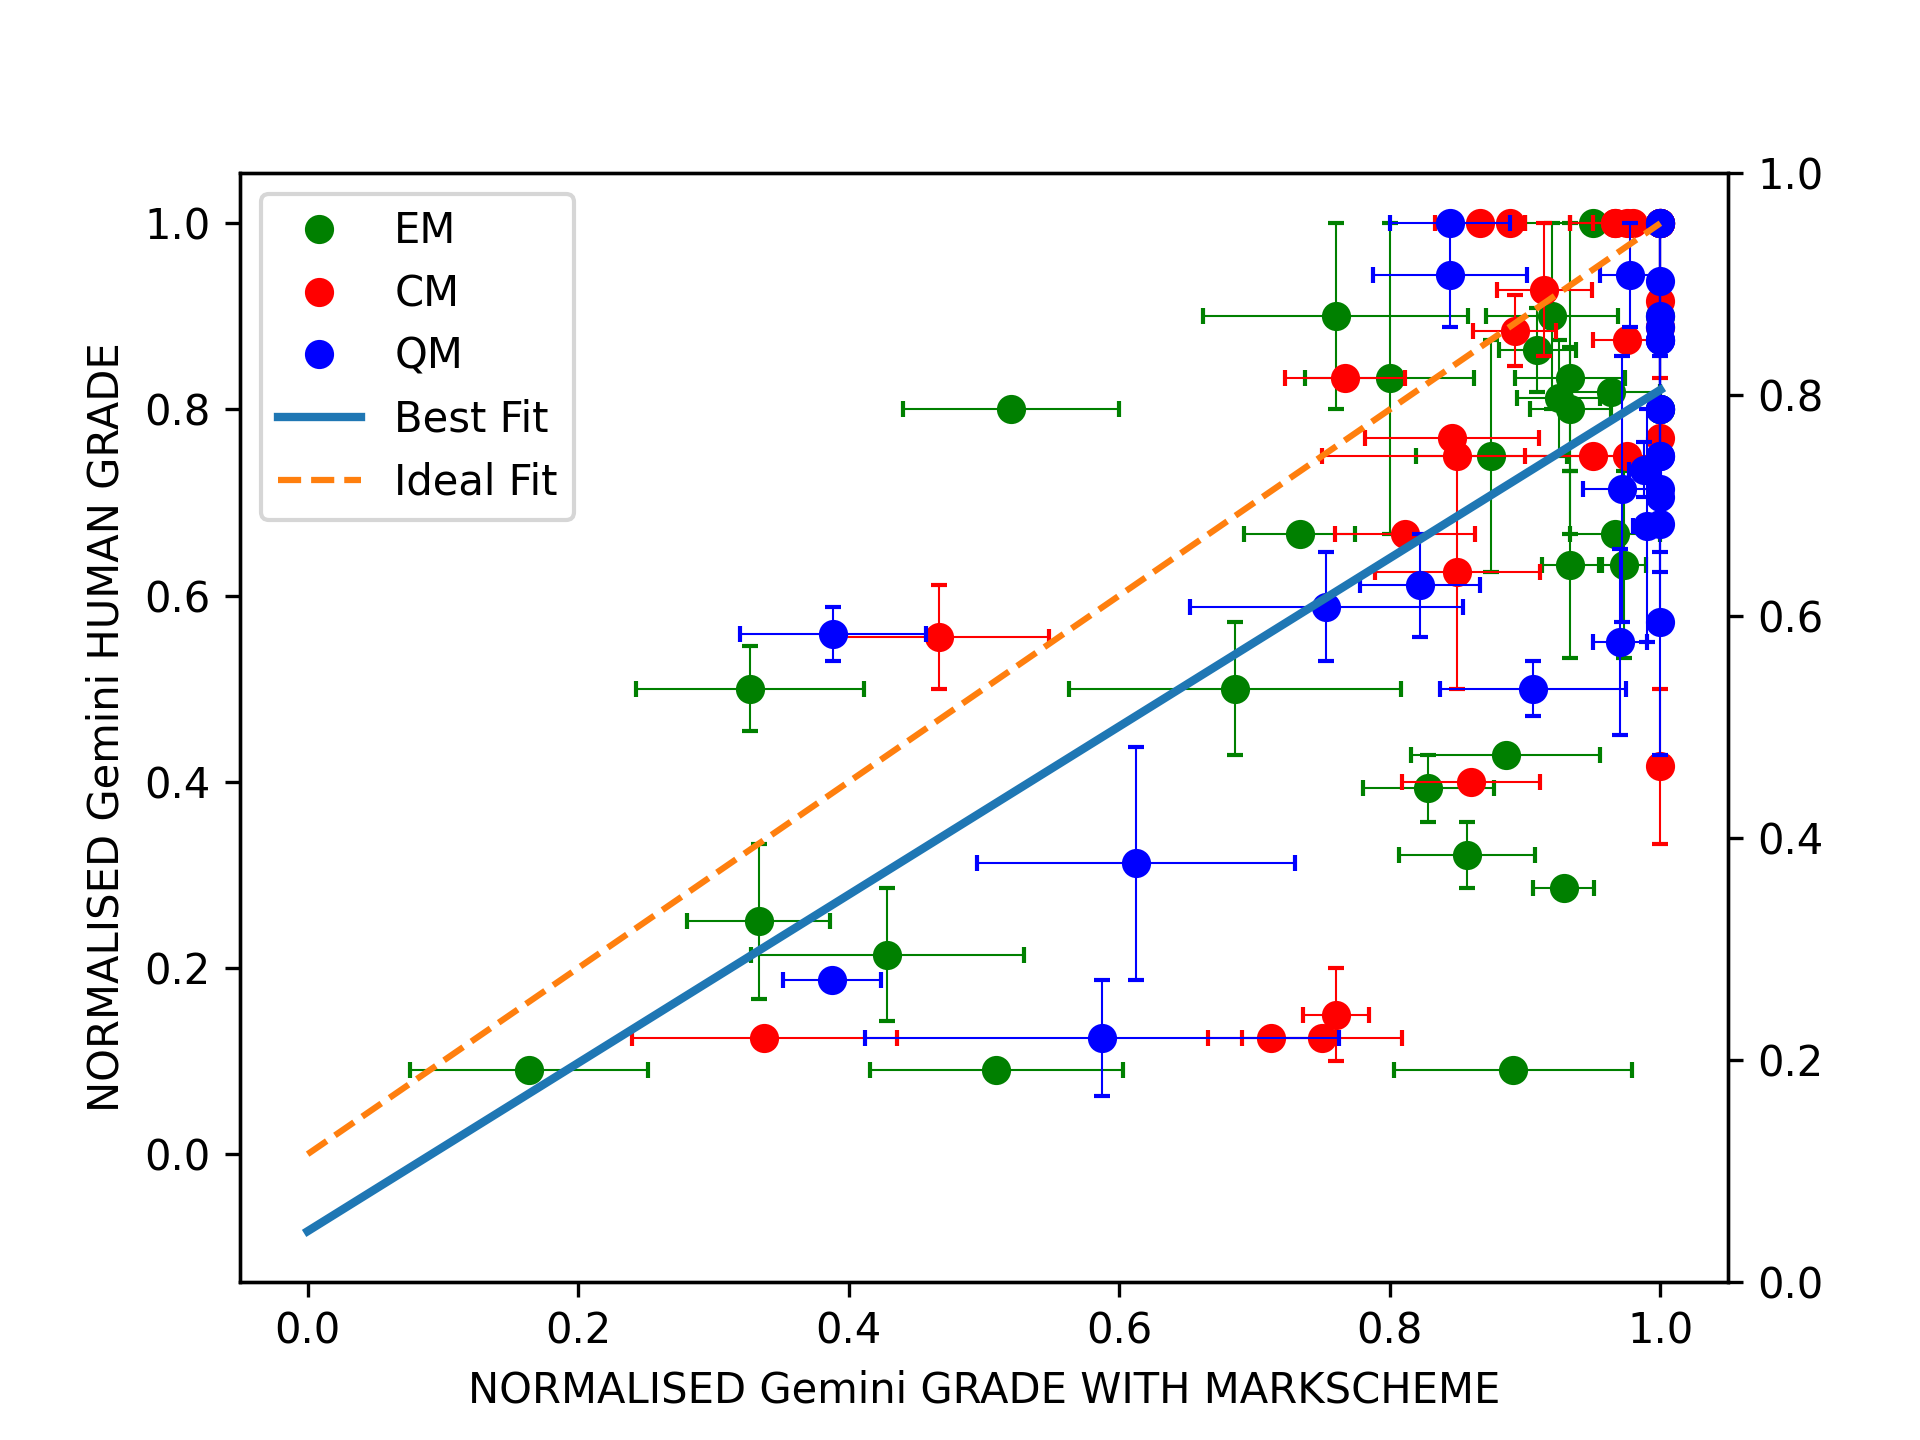 EM
CM
QM
Best Fit
Ideal Fit
1.0
0.8
0.6
0.4
0.2
0.0
NORMALISED Gemini HUMAN GRADE
1.0
0.8
0.6
0.4
0.2
0.0
0.0 0.2 0.4 0.6 0.8 1.0
NORMALISED Gemini GRADE WITH MARKSCHEME